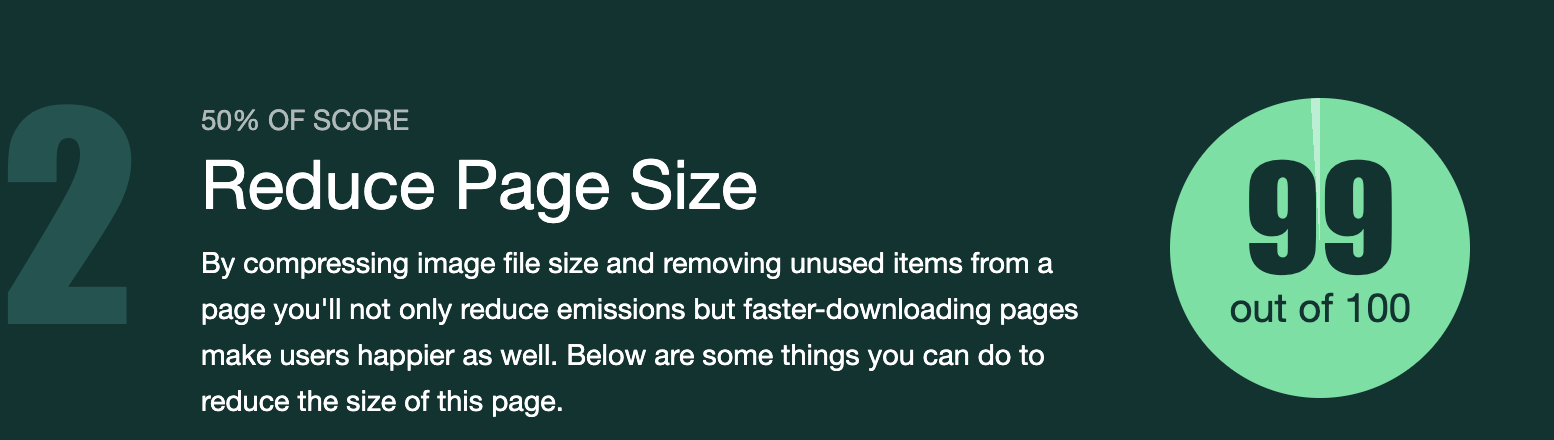 2
50% OF SCORE
Reduce Page Size
By compressing image file size and removing unused items from a
page you'll not only reduce emissions but faster-downloading pages
make users happier as well. Below are some things you can do to
reduce the size of this page.
99
out of 100